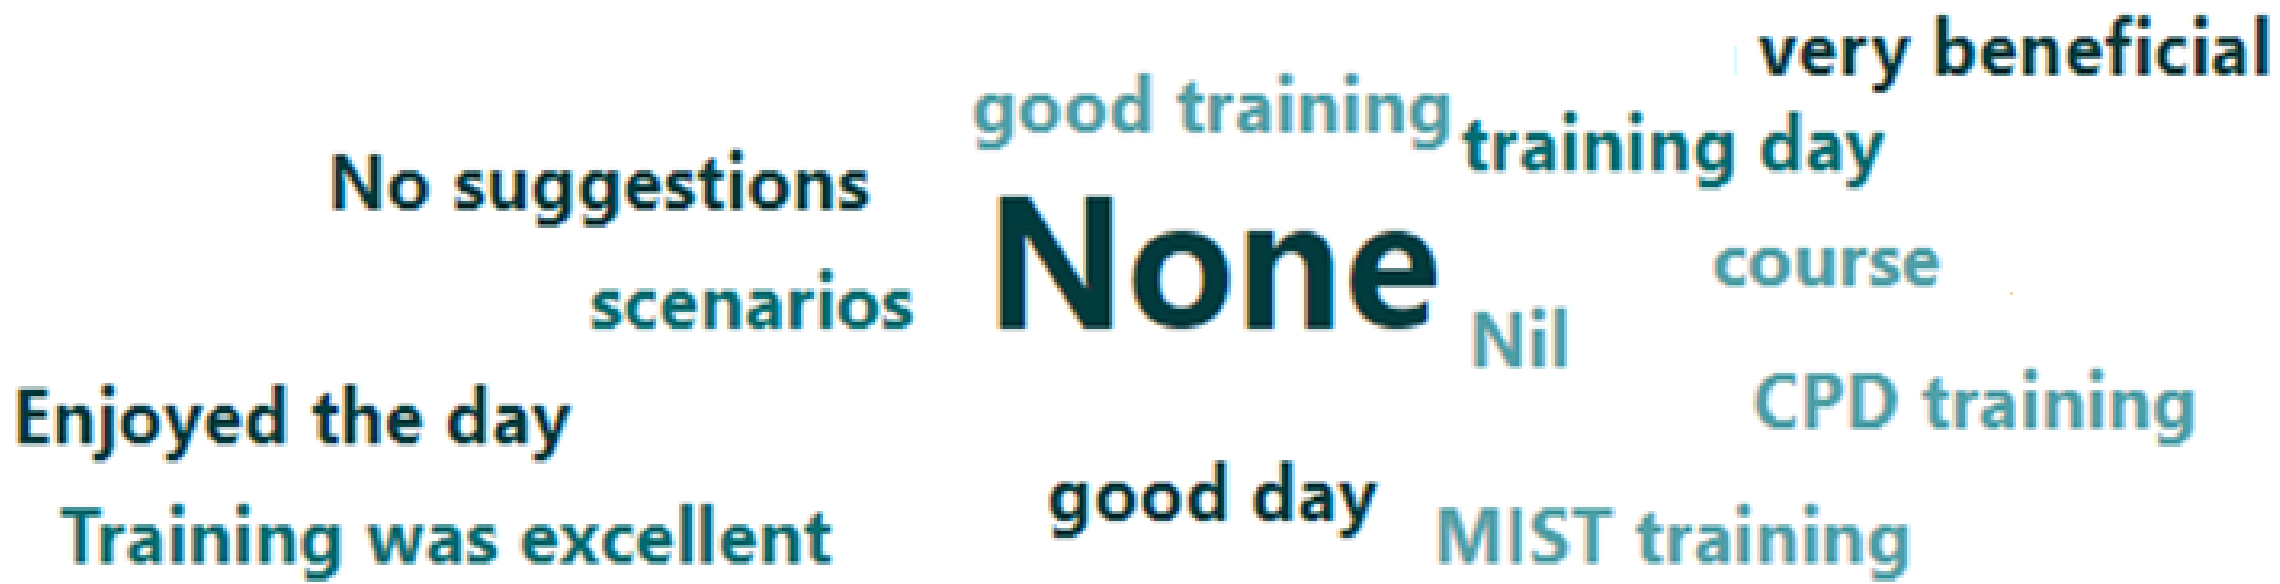 very beneficial
good training
training day
No suggestions
None
course
scenarios
Nil
CPD training
Enjoyed the day
good day
Training was excellent
MIST training